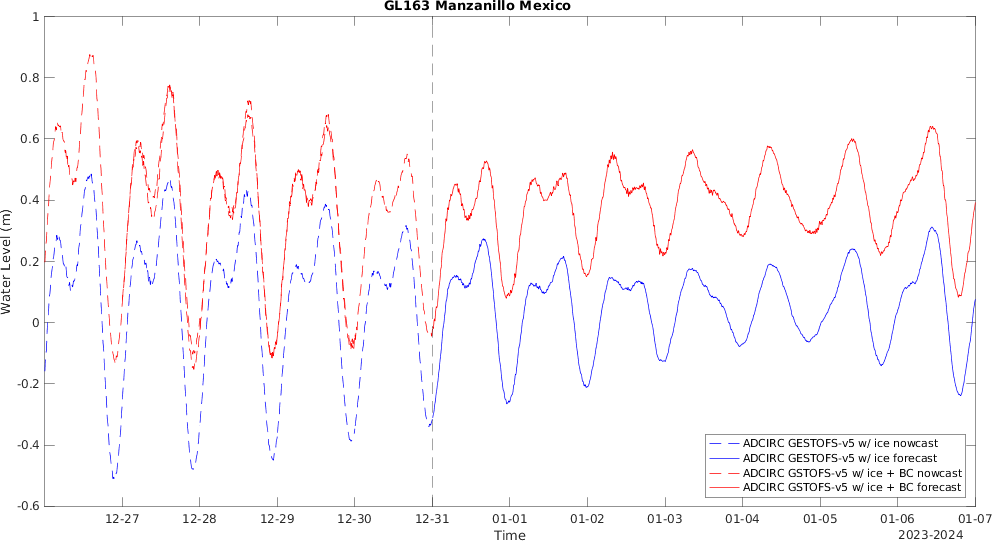 GL163 Manzanillo Mexico
1
0.8
0.6
0.4
0.2
0
-0.2
-0.4
-0.6
Water Level (m)
ADCIRC GESTOFS-v5 w/ ice nowcast
ADCIRC GESTOFS-v5 w/ ice forecast
ADCIRC GSTOFS-v5 w/ ice + BC nowcast
ADCIRC GSTOFS-v5 w/ ice + BC forecast
12-27 12-28 12-29 12-30 12-31 01-01 01-02 01-03 01-04 01-05 01-06 01-07
Time
2023-2024